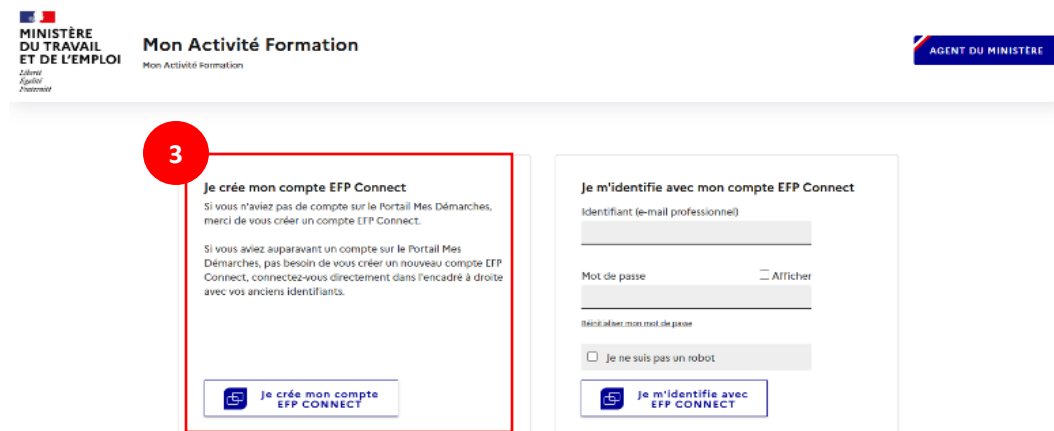 MINISTÈRE
DU TRAVAIL
ET DE L'EMPLOI
Liberté
Égalité
Fraternité
Mon Activité Formation
Mon Activité Formation
AGENT DU MINISTÈRE
3
Je crée mon compte EFP Connect
Si vous n'aviez pas de compte sur le Portail Mes Démarches,
merci de vous créer un compte EFP Connect.
Si vous aviez auparavant un compte sur le Portail Mes
Démarches, pas besoin de vous créer un nouveau compte EFP
Connect, connectez-vous directement dans l'encadré à droite
avec vos anciens identifiants.
Je crée mon compte
EFP CONNECT
Je m'identifie avec mon compte EFP Connect
Identifiant (e-mail professionnel)
Mot de passe
Afficher
Réinitialiser mon mot de passe
Je ne suis pas un robot
Je m'identifie avec
EFP CONNECT